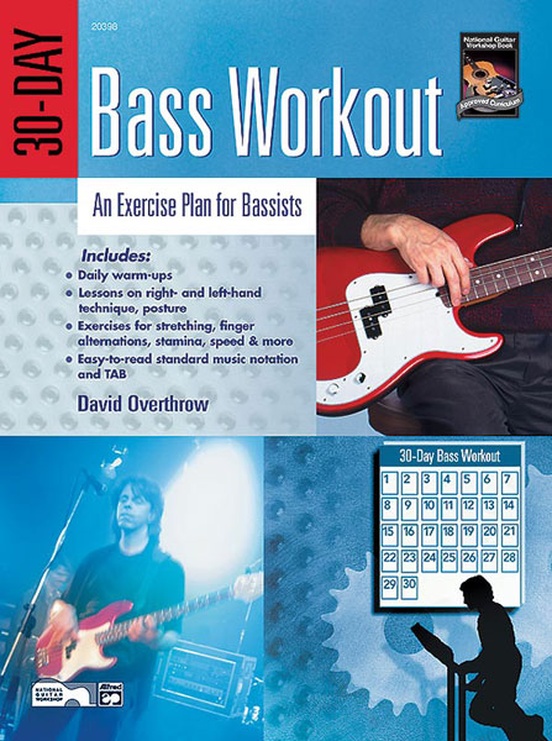 20398
30-DAY
Bass Workout
National Guitar
Workshop Book
Approved Curriculum
An Exercise Plan for Bassists
Includes:
• Daily warm-ups
• Lessons on right- and left-hand
technique, posture
• Exercises for stretching, finger
alternations, stamina, speed & more
• Easy-to-read standard music notation
and TAB
David Overthrow
30-Day Bass Workout
1 2 3 4 5 6 7
8 9 10 11 12 13 14
15 16 17 18 19 20 21
22 23 24 25 26 27 28
29 30
NATIONAL
GUITAR
WORKSHOP
Alfred